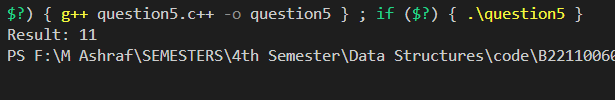 $?) { g++ question5.c++ -o question5 } ; if ($?) { .\question5 }
Result: 11
PS F:\M Ashraf\SEMESTERS\4th Semester\Data Structures\code\B22110060